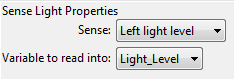 Sense Light Properties
Sense: Left light level
Variable to read into: Light_Level